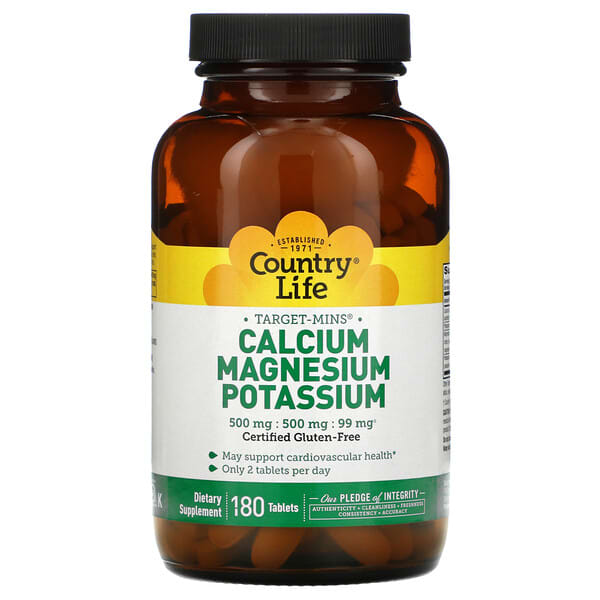 ESTABLISHED
1971
Country®
Life
• TARGET-MINS® •
CALCIUM
MAGNESIUM
POTASSIUM
500 mg : 500 mg : 99 mg
Certified Gluten-Free
May support cardiovascular health*
Only 2 tablets per day
Dietary
Supplement
180 Tablets
Our PLEDGE of INTEGRITY
AUTHENTICITY • CLEANLINESS • FRESHNESS
CONSISTENCY • ACCURACY